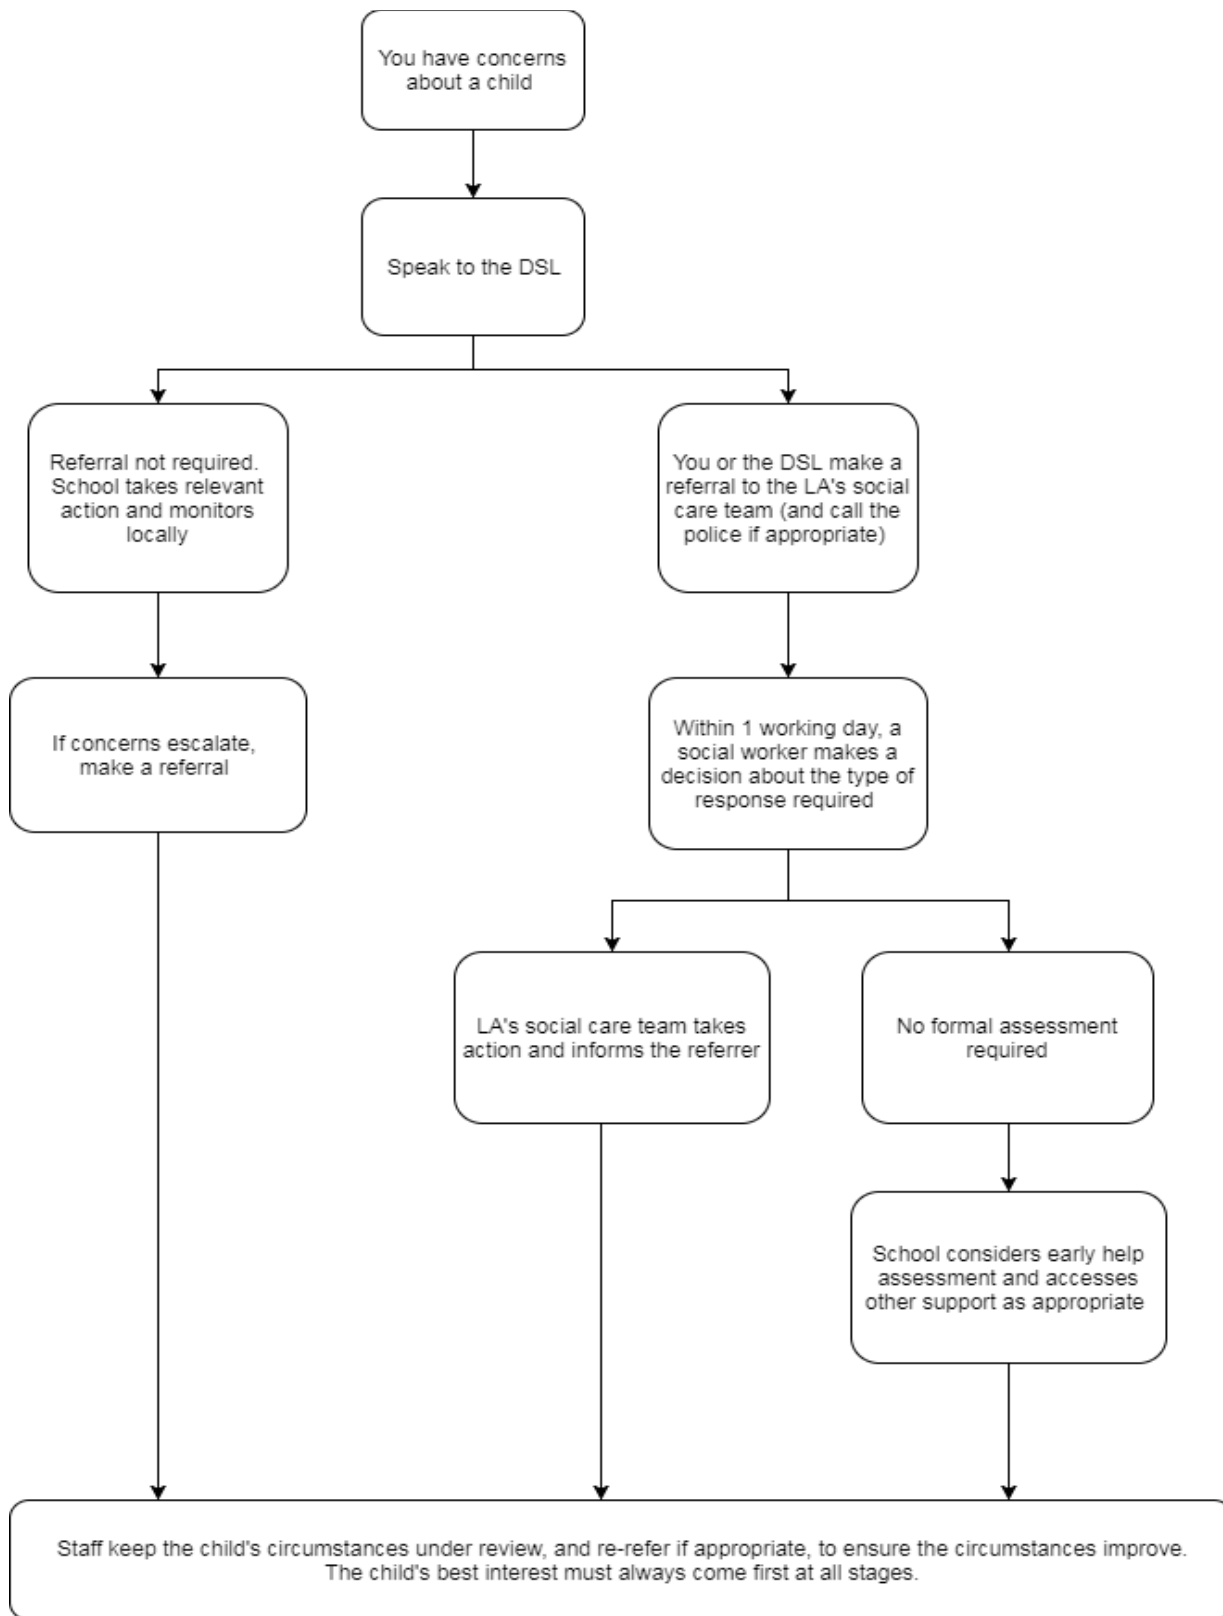 You have concerns
about a child
Speak to the DSL
Referral not required.
School takes relevant
action and monitors
locally
You or the DSL make a
referral to the LA's social
care team (and call the
police if appropriate)
If concerns escalate,
make a referral
Within 1 working day, a
social worker makes a
decision about the type of
response required
LA's social care team takes
action and informs the referrer
No formal assessment
required
School considers early help
assessment and accesses
other support as appropriate
Staff keep the child's circumstances under review, and re-refer if appropriate, to ensure the circumstances improve.
The child's best interest must always come first at all stages.